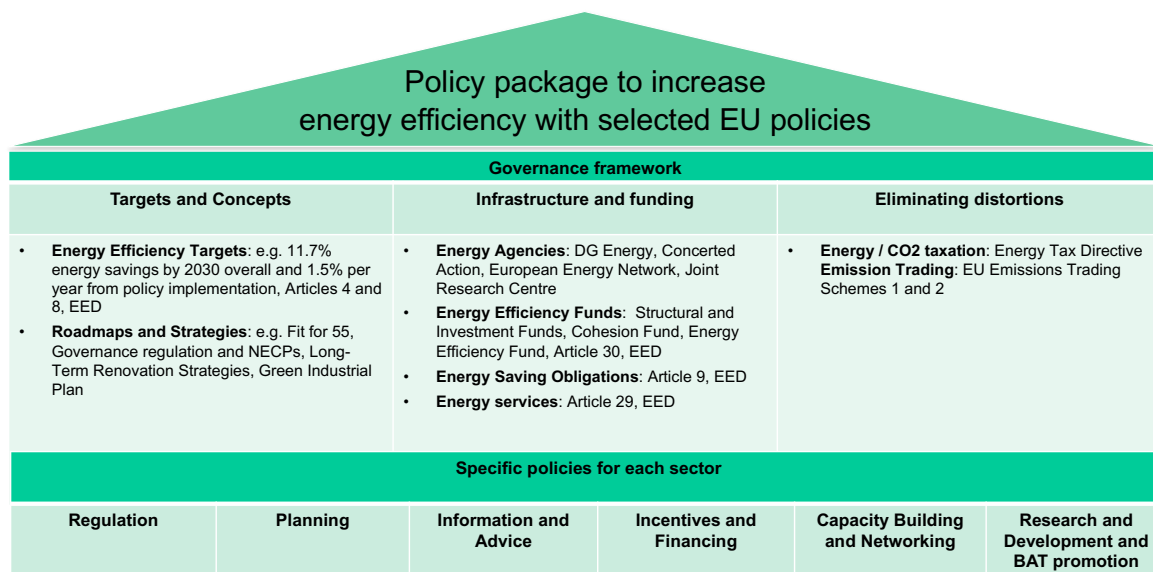 Policy package to increase
energy efficiency with selected EU policies
Governance framework
Targets and Concepts
Infrastructure and funding
Eliminating distortions
• Energy Efficiency Targets: e.g. 11.7%
energy savings by 2030 overall and 1.5% per
year from policy implementation, Articles 4 and
8, EED
• Roadmaps and Strategies: e.g. Fit for 55,
Governance regulation and NECPs, Long-
Term Renovation Strategies, Green Industrial
Plan
• Energy Agencies: DG Energy, Concerted
Action, European Energy Network, Joint
Research Centre
• Energy Efficiency Funds: Structural and
Investment Funds, Cohesion Fund, Energy
Efficiency Fund, Article 30, EED
• Energy Saving Obligations: Article 9, EED
• Energy services: Article 29, EED
• Energy / CO2 taxation: Energy Tax Directive
Emission Trading: EU Emissions Trading
Schemes 1 and 2
Specific policies for each sector
Regulation
Planning
Information and
Advice
Incentives and
Financing
Capacity Building
and Networking
Research and
Development and
BAT promotion